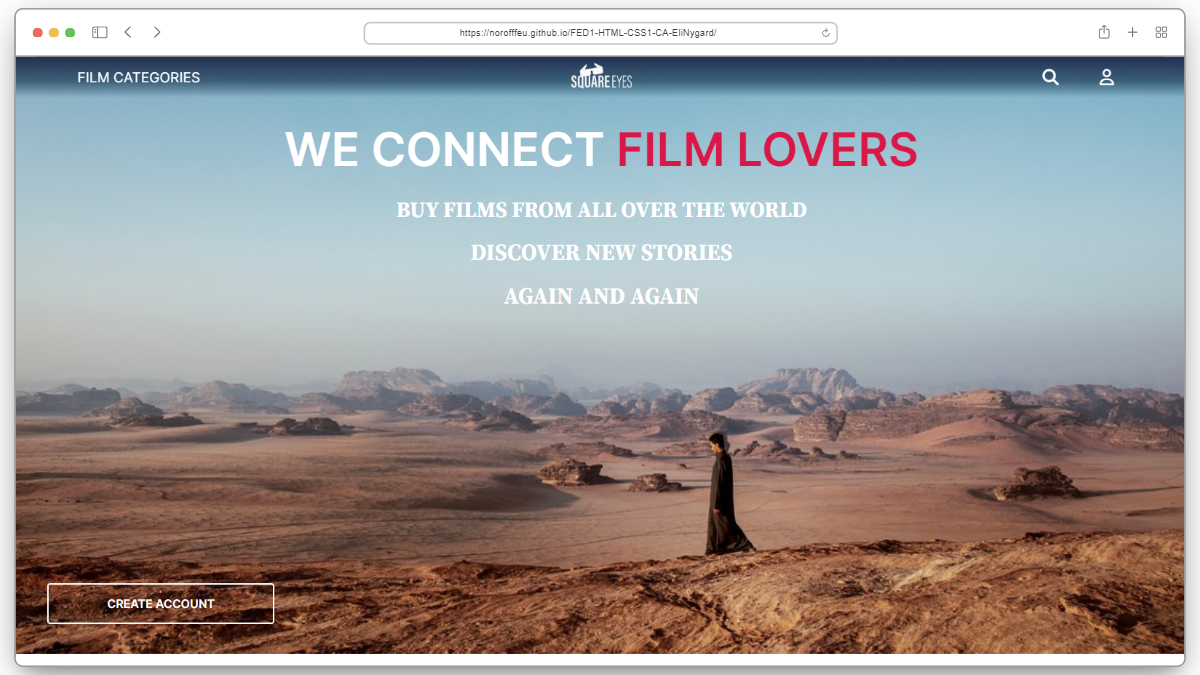 https://norofffeu.github.io/FED1-HTML-CSS1-CA-EliNygard/
FILM CATEGORIES
SQUARE EYES
WE CONNECT FILM LOVERS
BUY FILMS FROM ALL OVER THE WORLD
DISCOVER NEW STORIES
AGAIN AND AGAIN
CREATE ACCOUNT